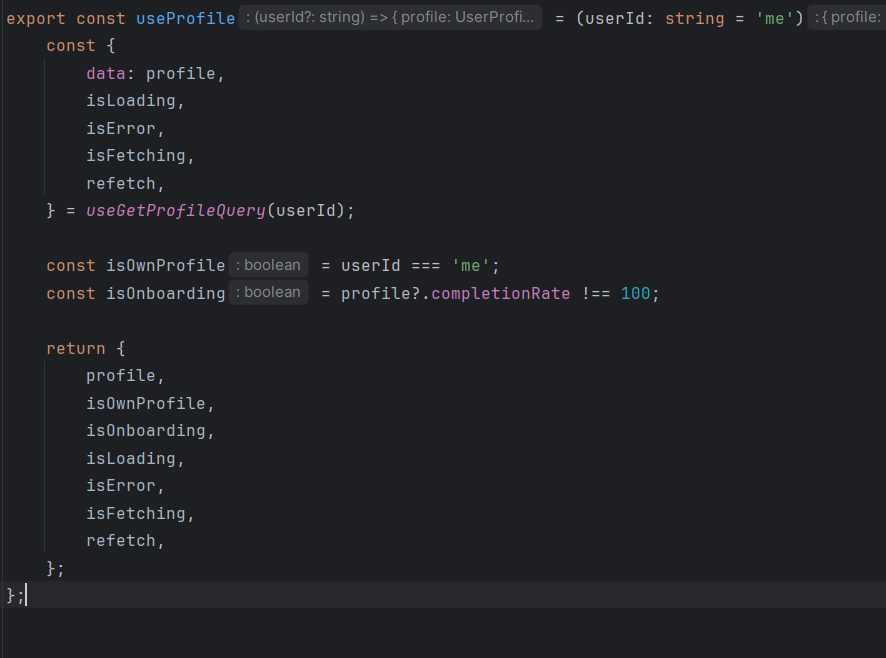 export const useProfile : (userId?: string) => { profile: UserProfi... = (userId: string = 'me') : { profile:
    const {
        data: profile,
        isLoading,
        isError,
        isFetching,
        refetch,
    } = useGetProfileQuery(userId);
    const isOwnProfile : boolean = userId === 'me';
    const isOnboarding : boolean = profile?.completionRate !== 100;
    return {
        profile,
        isOwnProfile,
        isOnboarding,
        isLoading,
        isError,
        isFetching,
        refetch,
    };
};